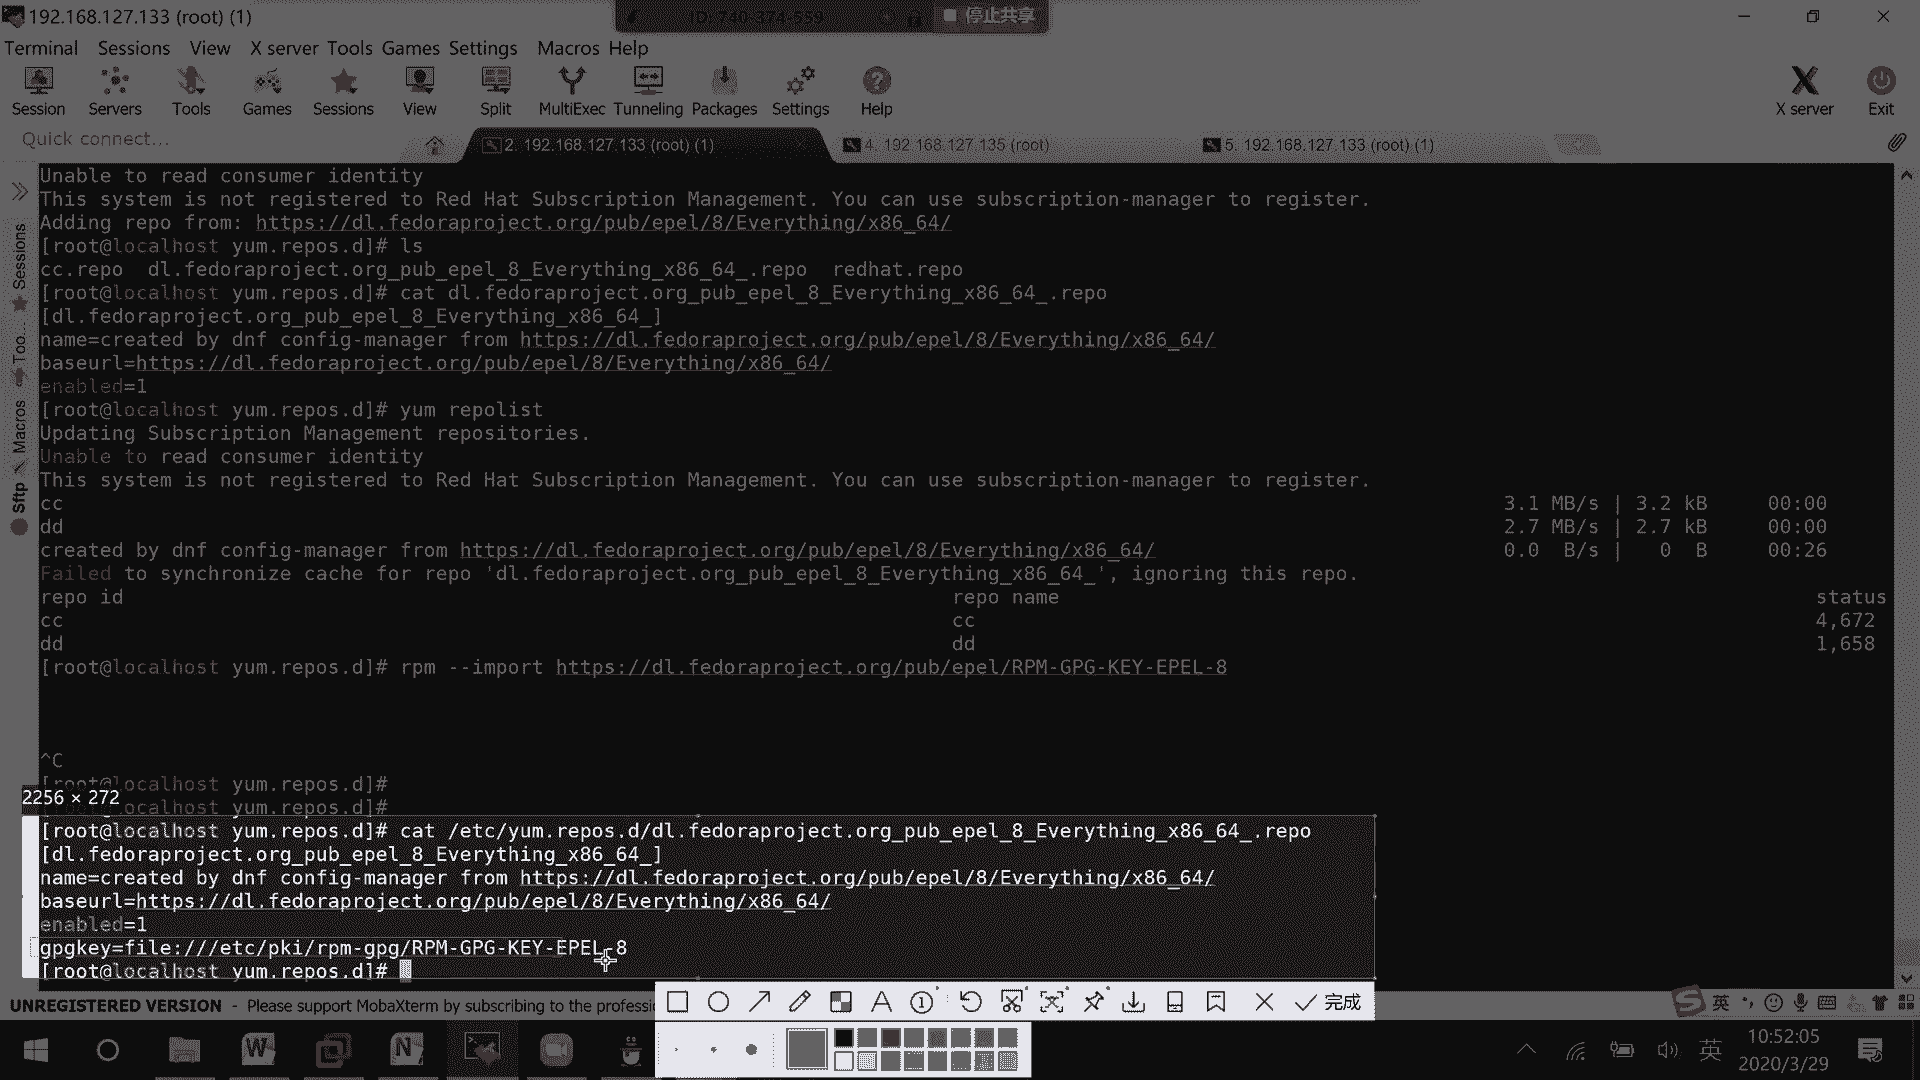 192.168.127.133 (root) (1)
ID: 740-374-559
停止共享
Terminal Sessions View X server Tools Games Settings Macros Help
Session Servers Tools Games Sessions View Split MultiExec Tunneling Packages Settings Help X server Exit
Quick connect...
2. 192.168.127.133 (root) (1)
4. 192.168.127.135 (root)
5. 192.168.127.133 (root) (1)
Sessions
Too...
Macros
Sftp
Unable to read consumer identity
This system is not registered to Red Hat Subscription Management. You can use subscription-manager to register.
Adding repo from: https://dl.fedoraproject.org/pub/epel/8/Everything/x86_64/
[root@localhost yum.repos.d]# ls
cc.repo  dl.fedoraproject.org_pub_epel_8_Everything_x86_64_.repo  redhat.repo
[root@localhost yum.repos.d]# cat dl.fedoraproject.org_pub_epel_8_Everything_x86_64_.repo
[dl.fedoraproject.org_pub_epel_8_Everything_x86_64_]
name=created by dnf config-manager from https://dl.fedoraproject.org/pub/epel/8/Everything/x86_64/
baseurl=https://dl.fedoraproject.org/pub/epel/8/Everything/x86_64/
enabled=1
[root@localhost yum.repos.d]# yum repolist
Updating Subscription Management repositories.
Unable to read consumer identity
This system is not registered to Red Hat Subscription Management. You can use subscription-manager to register.
cc 3.1 MB/s | 3.2 kB 00:00
dd 2.7 MB/s | 2.7 kB 00:00
created by dnf config-manager from https://dl.fedoraproject.org/pub/epel/8/Everything/x86_64/ 0.0 B/s | 0 B 00:26
Failed to synchronize cache for repo 'dl.fedoraproject.org_pub_epel_8_Everything_x86_64_', ignoring this repo.
repo id repo name status
cc cc 4,672
dd dd 1,658
[root@localhost yum.repos.d]# rpm --import https://dl.fedoraproject.org/pub/epel/RPM-GPG-KEY-EPEL-8
^C
[root@localhost yum.repos.d]#
[root@localhost yum.repos.d]#
2256 × 272
[root@localhost yum.repos.d]# cat /etc/yum.repos.d/dl.fedoraproject.org_pub_epel_8_Everything_x86_64_.repo
[dl.fedoraproject.org_pub_epel_8_Everything_x86_64_]
name=created by dnf config-manager from https://dl.fedoraproject.org/pub/epel/8/Everything/x86_64/
baseurl=https://dl.fedoraproject.org/pub/epel/8/Everything/x86_64/
enabled=1
gpgkey=file:///etc/pki/rpm-gpg/RPM-GPG-KEY-EPEL-8
[root@localhost yum.repos.d]#
UNREGISTERED VERSION - Please support MobaXterm by subscribing to the professi
完成
英
英
10:52:05
2020/3/29